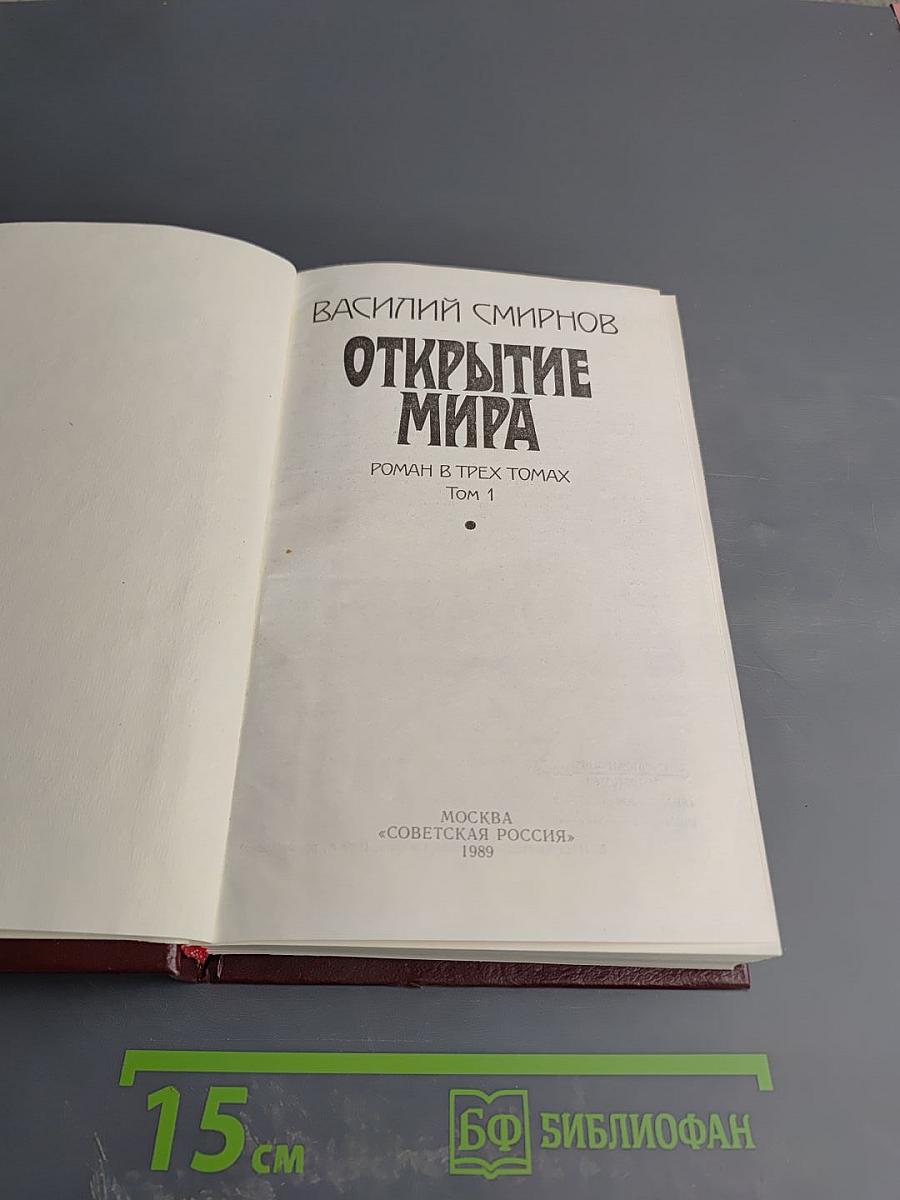 ВАСИЛИЙ СМИРНОВ
ОТКРЫТИЕ
МИРА
РОМАН В ТРЕХ ТОМАХ
Том 1
МОСКВА
«СОВЕТСКАЯ РОССИЯ»
1989
15 см
БФ БИБЛИОФАН